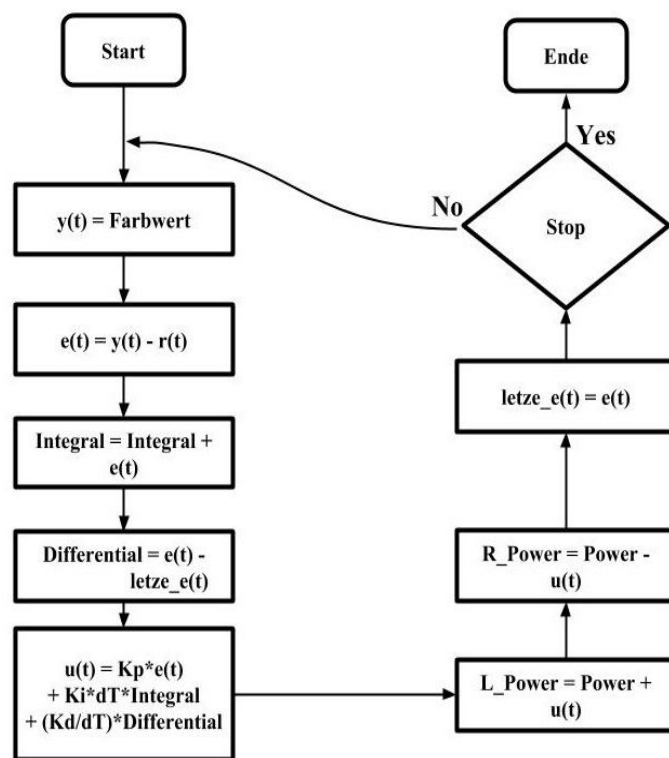 Start
y(t) = Farbwert
e(t) = y(t) - r(t)
Integral = Integral +
e(t)
Differential = e(t) -
letze_e(t)
u(t) = Kp*e(t)
+ Ki*dT*Integral
+ (Kd/dT)*Differential
L_Power = Power +
u(t)
R_Power = Power -
u(t)
letze_e(t) = e(t)
Stop
No
Yes
Ende